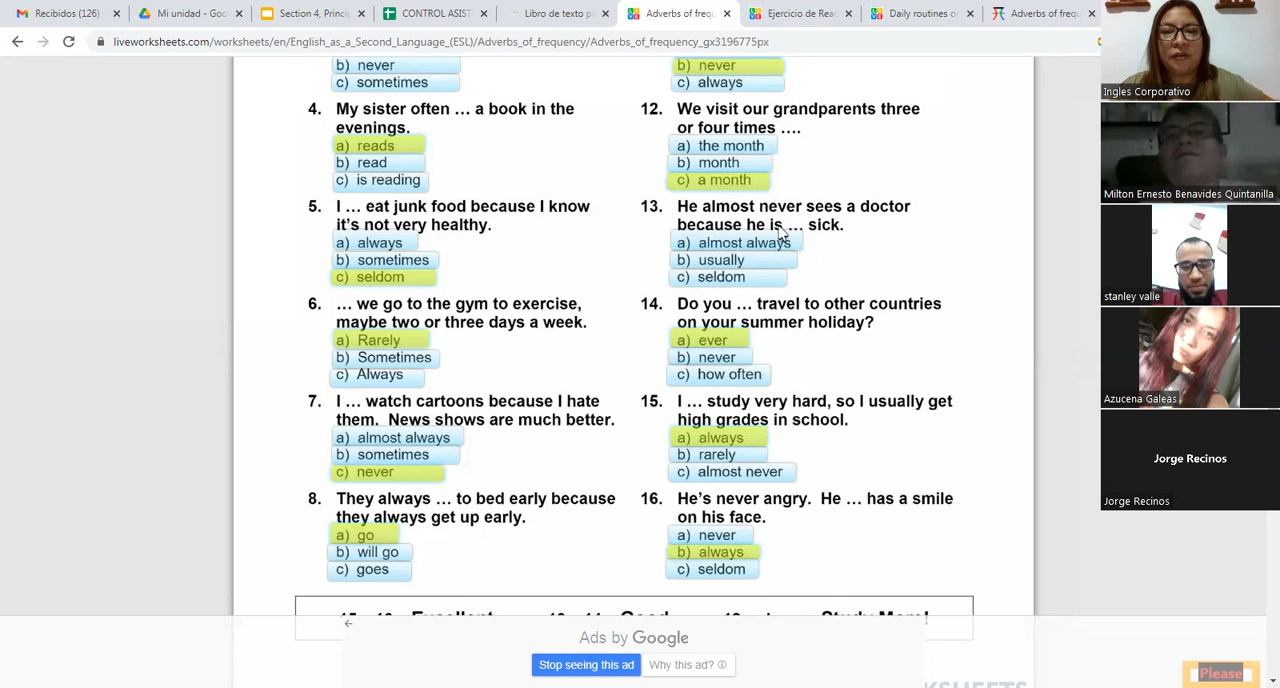 Recibidos (126)
Mi unidad - Goo
Section 4, Princi
CONTROL ASIST
Libro de texto p
Adverbs of freq
Ejercicio de Rea
Daily routines o
Adverbs of freq
liveworksheets.com/worksheets/en/English_as_a_Second_Language_(ESL)/Adverbs_of_frequency/Adverbs_of_frequency_gx3196775px
b) never
c) sometimes
4. My sister often … a book in the
evenings.
a) reads
b) read
c) is reading
5. I … eat junk food because I know
it's not very healthy.
a) always
b) sometimes
c) seldom
6. … we go to the gym to exercise,
maybe two or three days a week.
a) Rarely
b) Sometimes
c) Always
7. I … watch cartoons because I hate
them. News shows are much better.
a) almost always
b) sometimes
c) never
8. They always … to bed early because
they always get up early.
a) go
b) will go
c) goes
b) never
c) always
12. We visit our grandparents three
or four times ….
a) the month
b) month
c) a month
13. He almost never sees a doctor
because he is … sick.
a) almost always
b) usually
c) seldom
14. Do you … travel to other countries
on your summer holiday?
a) ever
b) never
c) how often
15. I … study very hard, so I usually get
high grades in school.
a) always
b) rarely
c) almost never
16. He's never angry. He … has a smile
on his face.
a) never
b) always
c) seldom
Excellent Good Study More!
Ads by Google
Stop seeing this ad
Why this ad?
Please
Ingles Corporativo
Milton Ernesto Benavides Quintanilla
stanley valle
Azucena Galeas
Jorge Recinos
Jorge Recinos